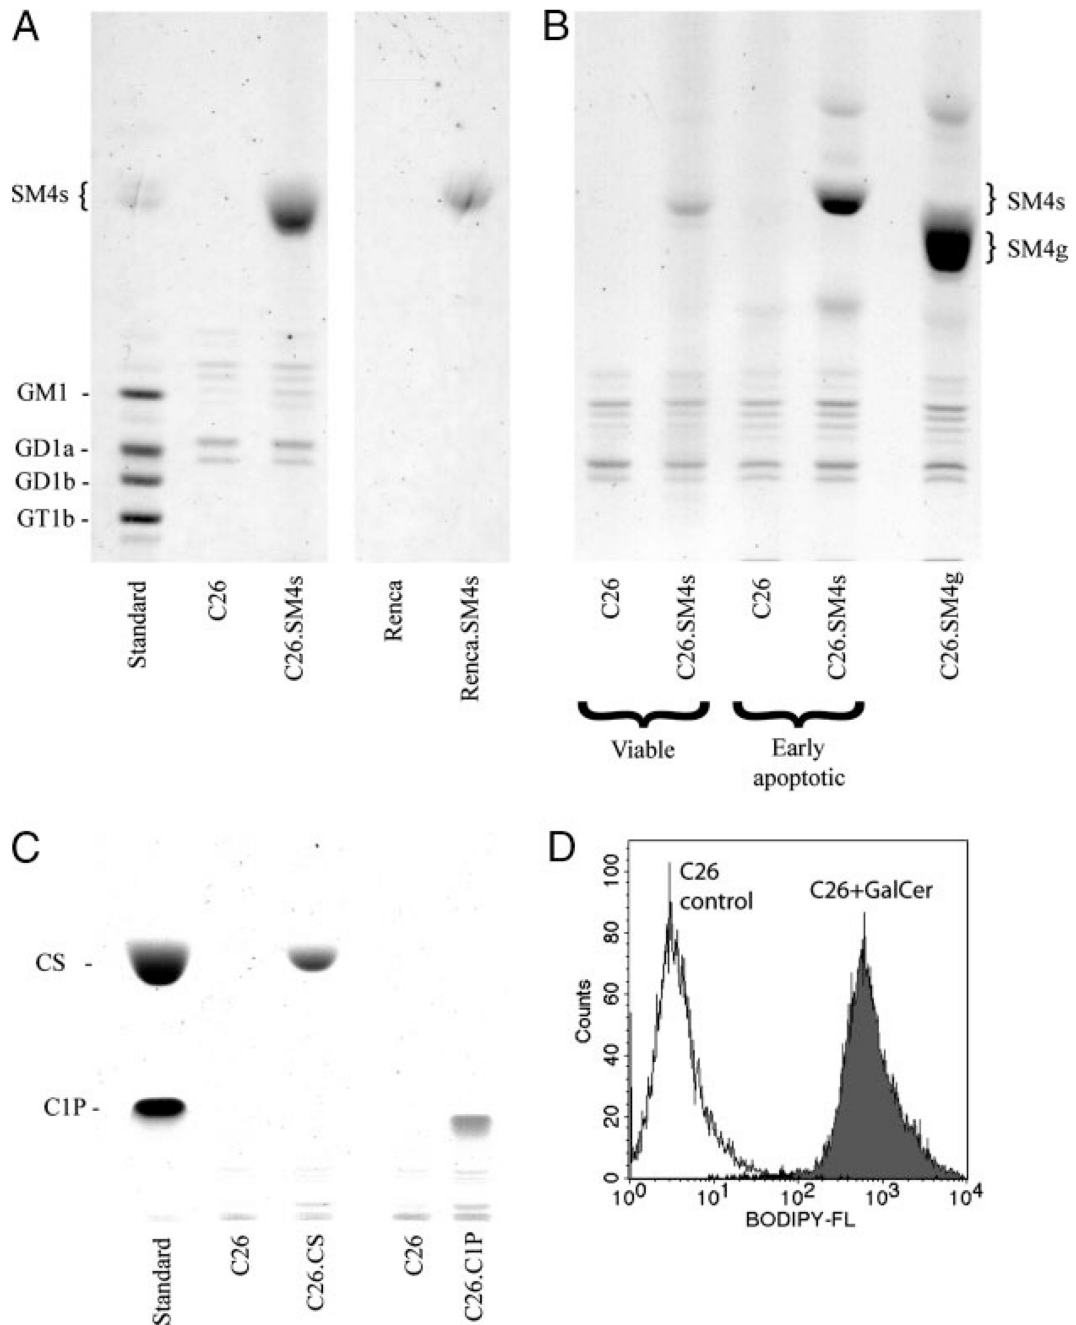 A
SM4s {
GM1 -
GD1a -
GD1b -
GT1b -
Standard
C26
C26.SM4s
Renca
Renca.SM4s
B
} SM4s
} SM4g
C26
C26.SM4s
C26
C26.SM4s
C26.SM4g
Viable
Early
apoptotic
C
CS -
C1P -
Standard
C26
C26.CS
C26
C26.C1P
D
C26
control
C26+GalCer
Counts
100
80
60
40
20
0
10^0 10^1 10^2 10^3 10^4
BODIPY-FL